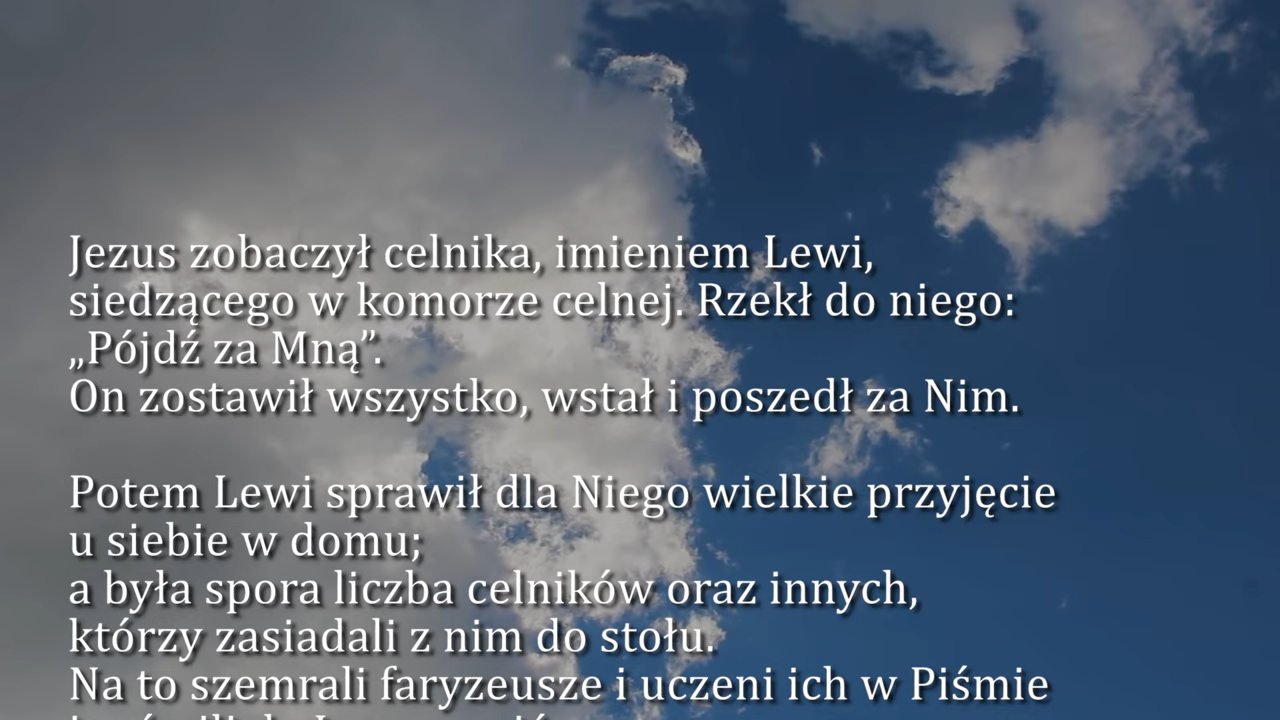 Jezus zobaczył celnika, imieniem Lewi,
siedzącego w komorze celnej. Rzekł do niego:
„Pójdź za Mną”.
On zostawił wszystko, wstał i poszedł za Nim.
Potem Lewi sprawił dla Niego wielkie przyjęcie
u siebie w domu;
a była spora liczba celników oraz innych,
którzy zasiadali z nim do stołu.
Na to szemrali faryzeusze i uczeni ich w Piśmie